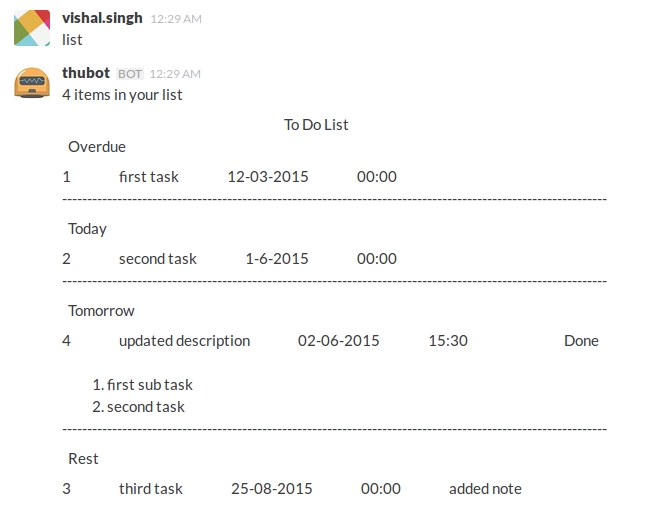 vishal.singh 12:29 AM
list
thubot BOT 12:29 AM
4 items in your list
To Do List
Overdue
1 first task 12-03-2015 00:00
Today
2 second task 1-6-2015 00:00
Tomorrow
4 updated description 02-06-2015 15:30 Done
1. first sub task
2. second task
Rest
3 third task 25-08-2015 00:00 added note